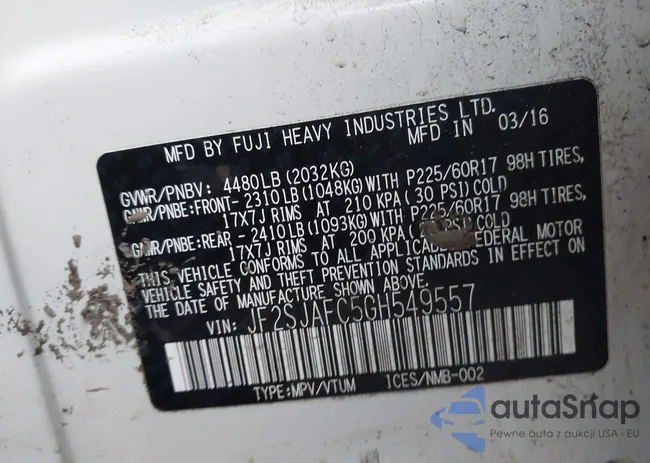 MFD BY FUJI HEAVY INDUSTRIES LTD.
MFD IN 03/16
GVWR/PNBV: 4480LB(2032KG)
GAWR/PNBE:FRONT-2310LB(1048KG)WITH P225/60R17 98H TIRES,
17X7J RIMS AT 210 KPA(30 PSI)COLD
GAWR/PNBE:REAR -2410LB(1093KG)WITH P225/60R17 98H TIRES,
17X7J RIMS AT 200 KPA PSI)COLD
THIS VEHICLE CONFORMS TO ALL APPLICABLE FEDERAL MOTOR
VEHICLE SAFETY AND THEFT PREVENTION STANDARDS IN EFFECT ON
THE DATE OF MANUFACTURE SHOWN ABOVE.
VIN: JF2SJAFC5GH549557
TYPE:MPV/VTUM ICES/NMB-002
autaSnap
Pewne auta z aukcji USA i EU